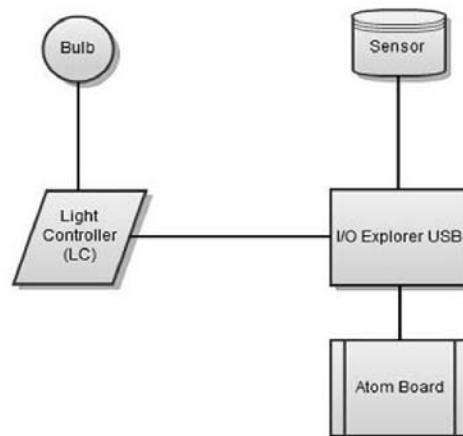 Bulb
Sensor
Light
Controller
(LC)
I/O Explorer USB
Atom Board